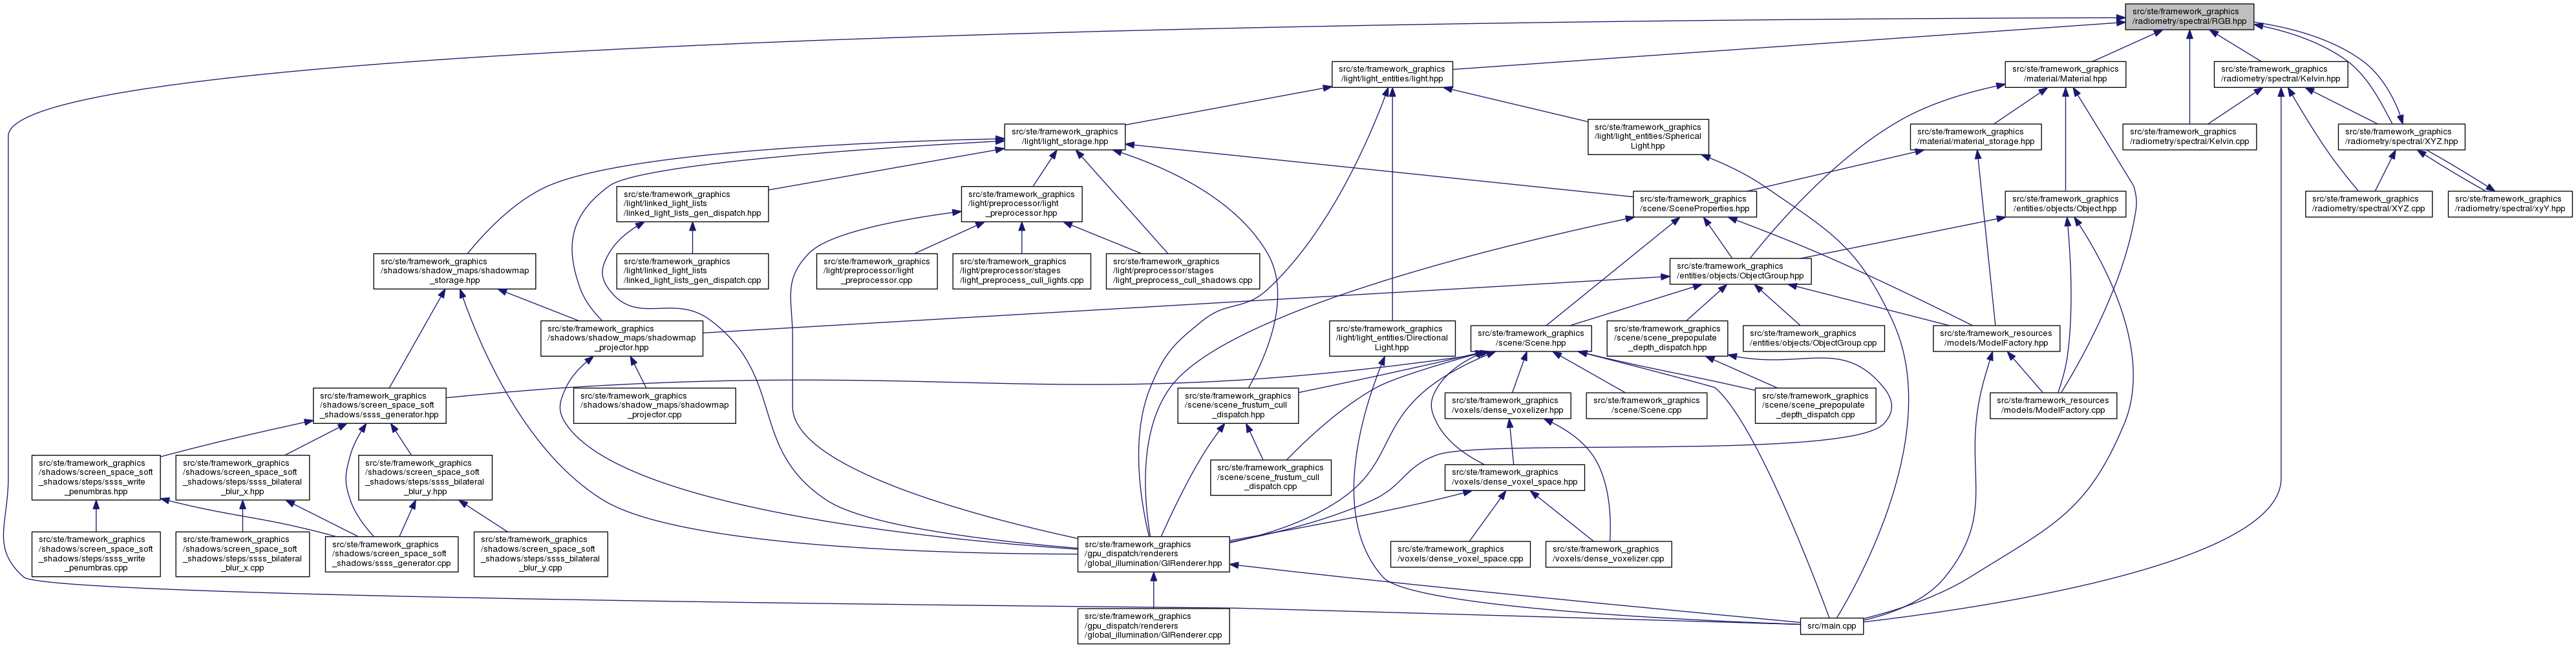 src/ste/framework_graphics
/radiometry/spectral/RGB.hpp
src/ste/framework_graphics
/light/light_entities/light.hpp
src/ste/framework_graphics
/material/Material.hpp
src/ste/framework_graphics
/radiometry/spectral/Kelvin.hpp
src/ste/framework_graphics
/light/light_storage.hpp
src/ste/framework_graphics
/light/light_entities/Spherical
Light.hpp
src/ste/framework_graphics
/material/material_storage.hpp
src/ste/framework_graphics
/radiometry/spectral/Kelvin.cpp
src/ste/framework_graphics
/radiometry/spectral/XYZ.hpp
src/ste/framework_graphics
/light/linked_light_lists
/linked_light_lists_gen_dispatch.hpp
src/ste/framework_graphics
/light/preprocessor/light
_preprocessor.hpp
src/ste/framework_graphics
/scene/SceneProperties.hpp
src/ste/framework_graphics
/entities/objects/Object.hpp
src/ste/framework_graphics
/radiometry/spectral/XYZ.cpp
src/ste/framework_graphics
/radiometry/spectral/xyY.hpp
src/ste/framework_graphics
/shadows/shadow_maps/shadowmap
_storage.hpp
src/ste/framework_graphics
/light/linked_light_lists
/linked_light_lists_gen_dispatch.cpp
src/ste/framework_graphics
/light/preprocessor/light
_preprocessor.cpp
src/ste/framework_graphics
/light/preprocessor/stages
/light_preprocess_cull_lights.cpp
src/ste/framework_graphics
/light/preprocessor/stages
/light_preprocess_cull_shadows.cpp
src/ste/framework_graphics
/entities/objects/ObjectGroup.hpp
src/ste/framework_graphics
/shadows/shadow_maps/shadowmap
_projector.hpp
src/ste/framework_graphics
/light/light_entities/Directional
Light.hpp
src/ste/framework_graphics
/scene/Scene.hpp
src/ste/framework_graphics
/scene/scene_prepopulate
_depth_dispatch.hpp
src/ste/framework_graphics
/entities/objects/ObjectGroup.cpp
src/ste/framework_resources
/models/ModelFactory.hpp
src/ste/framework_graphics
/shadows/screen_space_soft
_shadows/ssss_generator.hpp
src/ste/framework_graphics
/shadows/shadow_maps/shadowmap
_projector.cpp
src/ste/framework_graphics
/scene/scene_frustum_cull
_dispatch.hpp
src/ste/framework_graphics
/voxels/dense_voxelizer.hpp
src/ste/framework_graphics
/scene/Scene.cpp
src/ste/framework_graphics
/scene/scene_prepopulate
_depth_dispatch.cpp
src/ste/framework_resources
/models/ModelFactory.cpp
src/ste/framework_graphics
/shadows/screen_space_soft
_shadows/steps/ssss_write
_penumbras.hpp
src/ste/framework_graphics
/shadows/screen_space_soft
_shadows/steps/ssss_bilateral
_blur_x.hpp
src/ste/framework_graphics
/shadows/screen_space_soft
_shadows/steps/ssss_bilateral
_blur_y.hpp
src/ste/framework_graphics
/scene/scene_frustum_cull
_dispatch.cpp
src/ste/framework_graphics
/voxels/dense_voxel_space.hpp
src/ste/framework_graphics
/shadows/screen_space_soft
_shadows/steps/ssss_write
_penumbras.cpp
src/ste/framework_graphics
/shadows/screen_space_soft
_shadows/steps/ssss_bilateral
_blur_x.cpp
src/ste/framework_graphics
/shadows/screen_space_soft
_shadows/ssss_generator.cpp
src/ste/framework_graphics
/shadows/screen_space_soft
_shadows/steps/ssss_bilateral
_blur_y.cpp
src/ste/framework_graphics
/gpu_dispatch/renderers
/global_illumination/GIRenderer.hpp
src/ste/framework_graphics
/voxels/dense_voxel_space.cpp
src/ste/framework_graphics
/voxels/dense_voxelizer.cpp
src/ste/framework_graphics
/gpu_dispatch/renderers
/global_illumination/GIRenderer.cpp
src/main.cpp